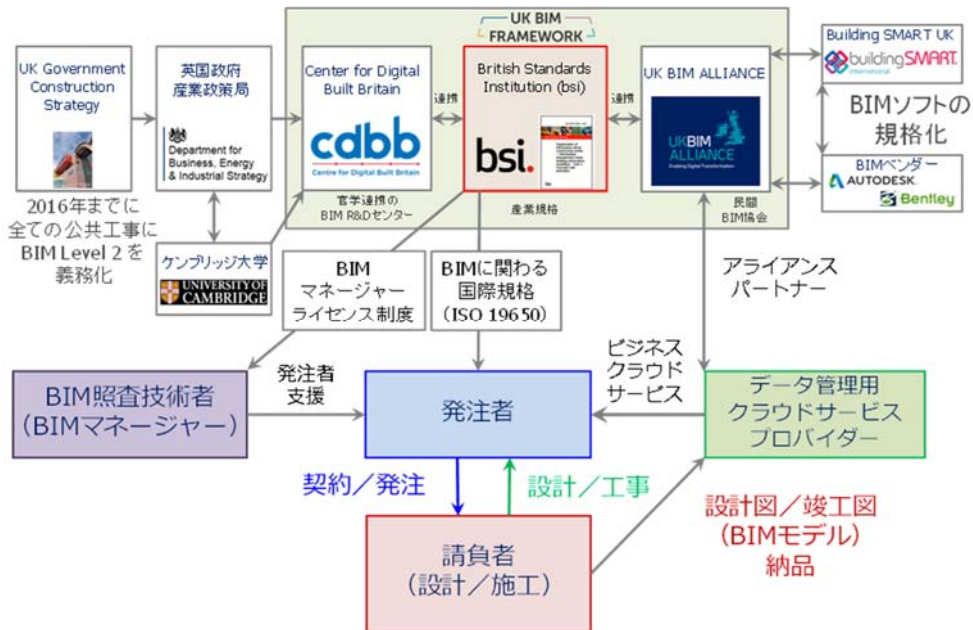 UK BIM
FRAMEWORK
UK Government
Construction
Strategy
2016年までに
全ての公共工事に
BIM Level 2 を
義務化
英国政府
産業政策局
Department for
Business, Energy
& Industrial Strategy
ケンブリッジ大学
UNIVERSITY OF
CAMBRIDGE
Center for Digital
Built Britain
cdbb
Centre for Digital Built Britain
官学連携の
BIM R&Dセンター
連携
British Standards
Institution (bsi)
bsi.
産業規格
連携
UK BIM ALLIANCE
UKBIM
ALLIANCE
Enabling Digital Transformation
民間
BIM協会
Building SMART UK
buildingSMART
International
BIMソフトの
規格化
BIMベンダー
AUTODESK
Bentley
BIM
マネージャー
ライセンス制度
BIMに関わる
国際規格
（ISO 19650）
アライアンス
パートナー
BIM照査技術者
（BIMマネージャー）
発注者
支援
発注者
ビジネス
クラウド
サービス
データ管理用
クラウドサービス
プロバイダー
契約／発注
設計／工事
請負者
（設計／施工）
設計図／竣工図
（BIMモデル）
納品